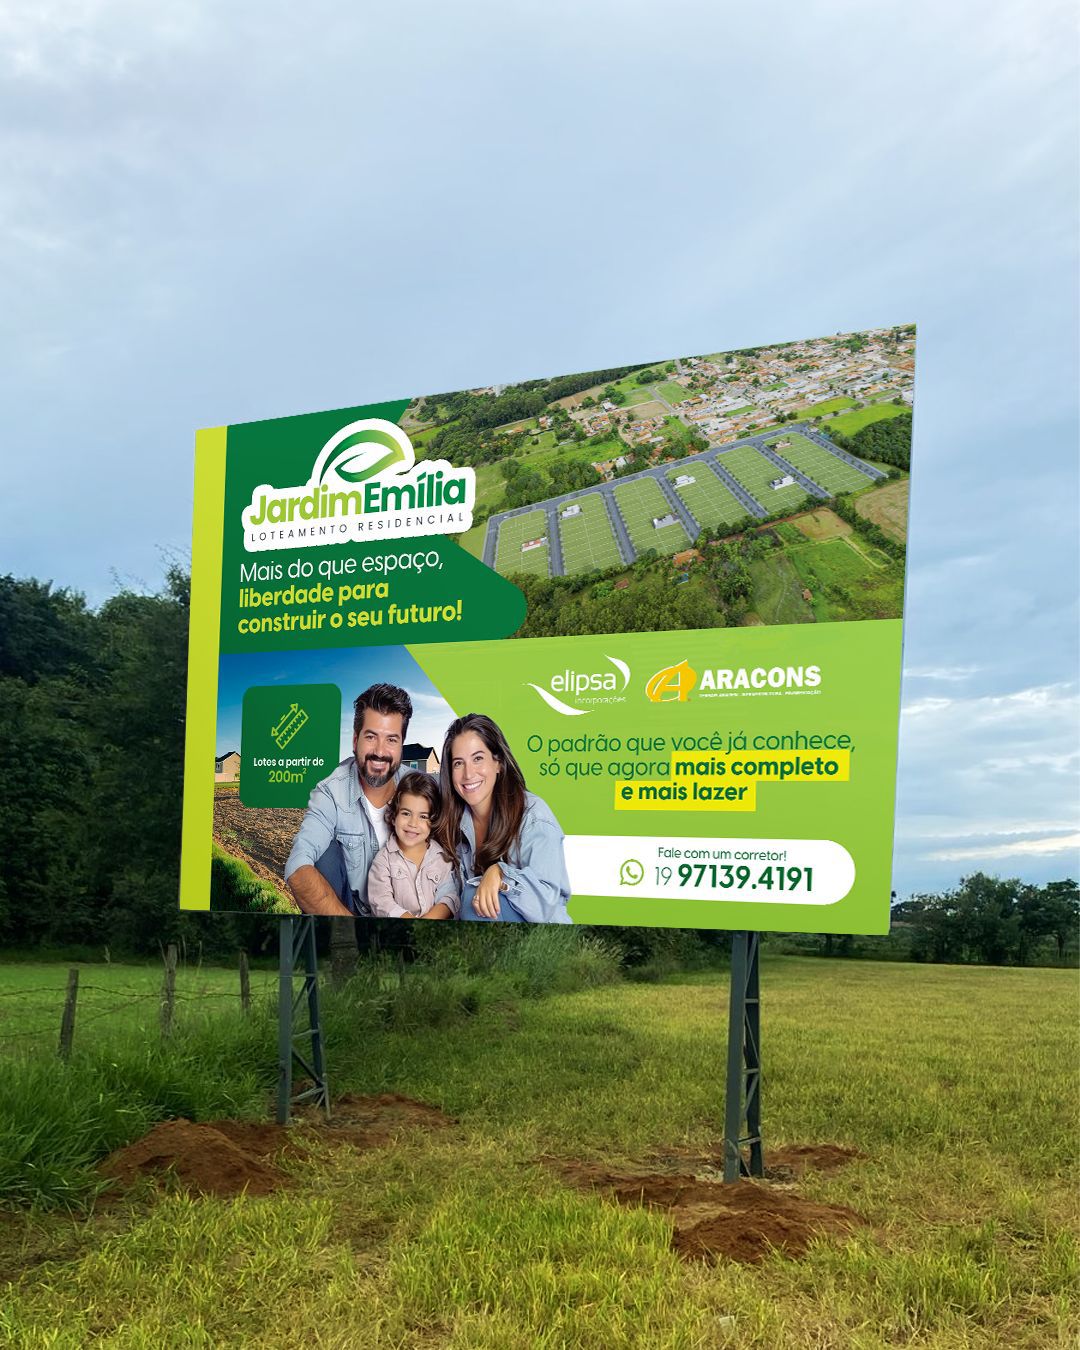 JardimEmília
LOTEAMENTO RESIDENCIAL
Mais do que espaço,
liberdade para
construir o seu futuro!
Lotes a partir de
200m²
elipsa
incorporações
ARACONS
O padrão que você já conhece,
só que agora mais completo
e mais lazer
Fale com um corretor!
19 97139.4191